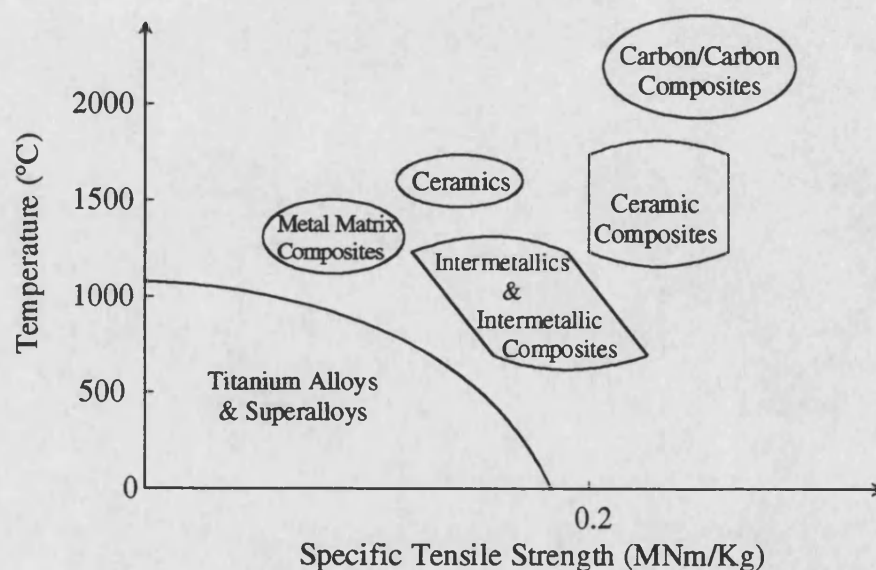 Carbon/Carbon
Composites
2000
Temperature (°C)
1500
Ceramics
Ceramic
Composites
Metal Matrix
Composites
Intermetallics
&
Intermetallic
Composites
1000
500
Titanium Alloys
& Superalloys
0
0.2
Specific Tensile Strength (MNm/Kg)